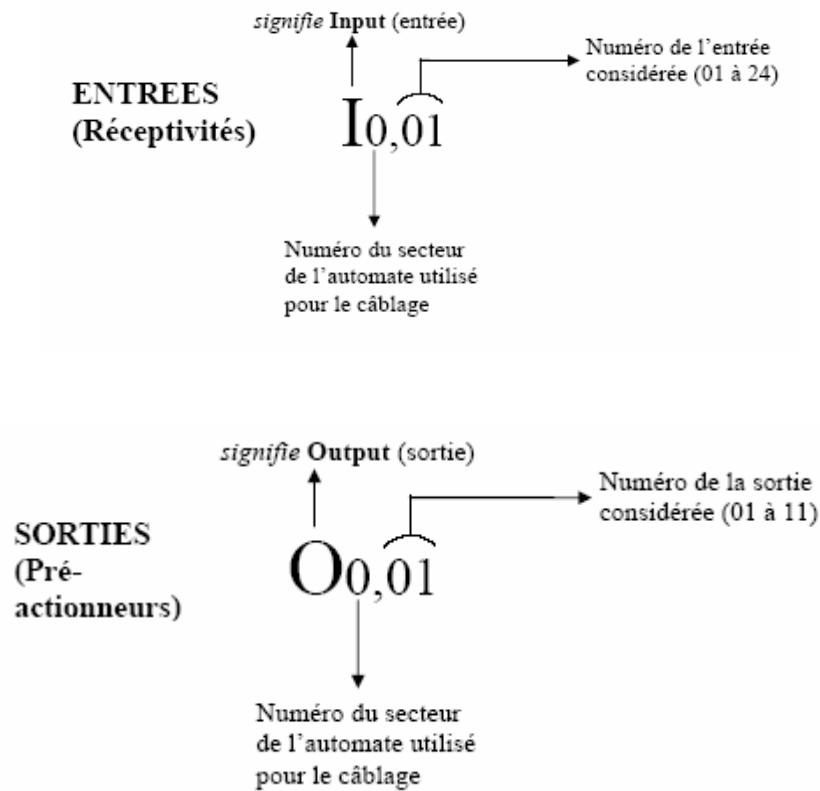 signifie Input (entrée)
Numéro de l'entrée
considérée (01 à 24)
ENTREES
(Réceptivités)
I0,01
Numéro du secteur
de l'automate utilisé
pour le câblage
signifie Output (sortie)
Numéro de la sortie
considérée (01 à 11)
SORTIES
(Pré-
actionneurs)
O0,01
Numéro du secteur
de l'automate utilisé
pour le câblage